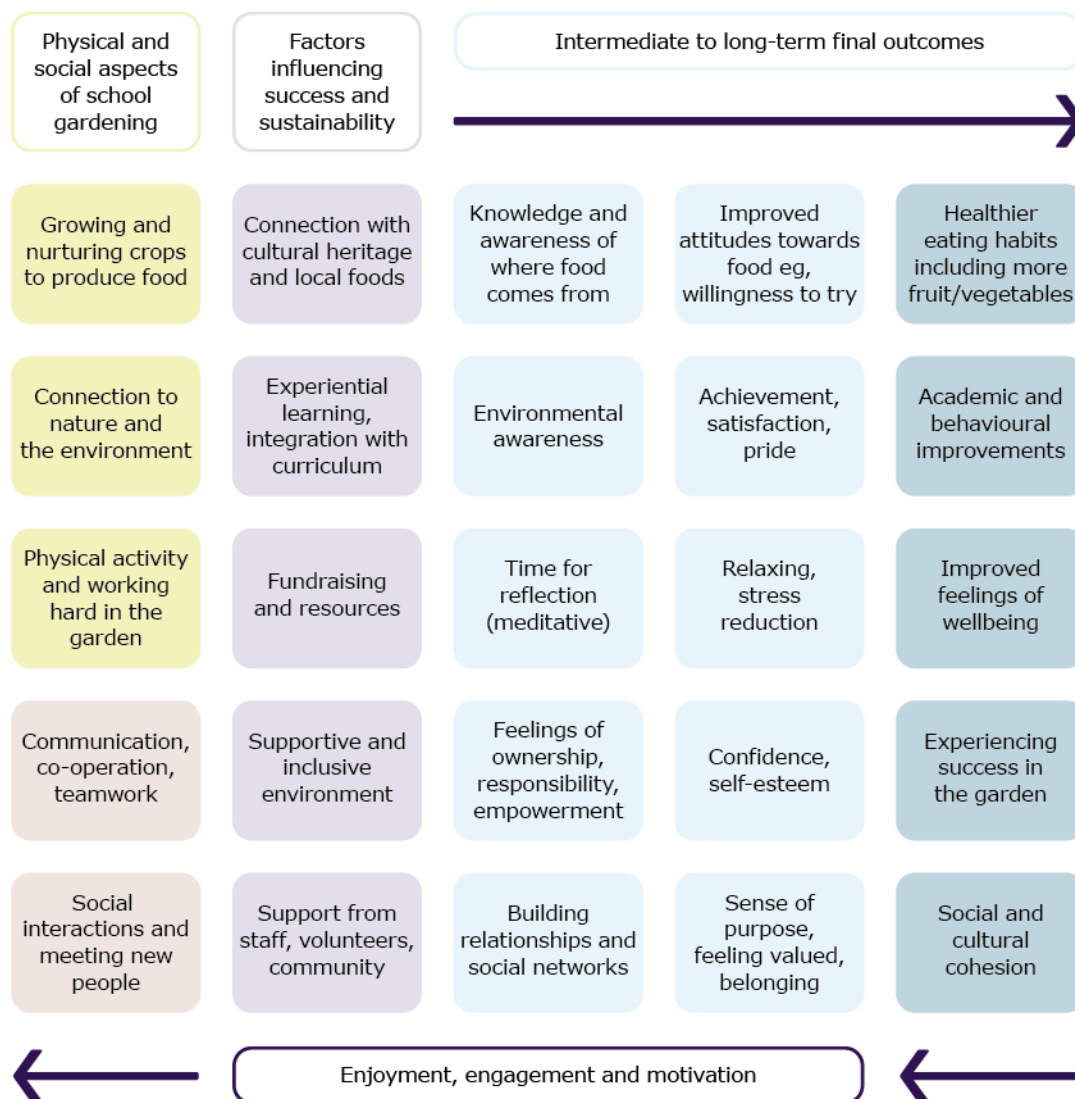 Physical and
social aspects
of school
gardening
Factors
influencing
success and
sustainability
Intermediate to long-term final outcomes
Growing and
nurturing crops
to produce food
Connection with
cultural heritage
and local foods
Knowledge and
awareness of
where food
comes from
Improved
attitudes towards
food eg,
willingness to try
Healthier
eating habits
including more
fruit/vegetables
Connection to
nature and
the environment
Experiential
learning,
integration with
curriculum
Environmental
awareness
Achievement,
satisfaction,
pride
Academic and
behavioural
improvements
Physical activity
and working
hard in the
garden
Fundraising
and resources
Time for
reflection
(meditative)
Relaxing,
stress
reduction
Improved
feelings of
wellbeing
Communication,
co-operation,
teamwork
Supportive and
inclusive
environment
Feelings of
ownership,
responsibility,
empowerment
Confidence,
self-esteem
Experiencing
success in
the garden
Social
interactions and
meeting new
people
Support from
staff, volunteers,
community
Building
relationships and
social networks
Sense of
purpose,
feeling valued,
belonging
Social and
cultural
cohesion
Enjoyment, engagement and motivation